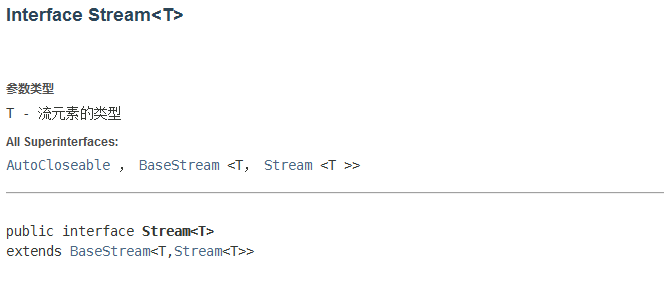 Interface Stream<T>
参数类型
T - 流元素的类型
All Superinterfaces:
AutoCloseable ， BaseStream <T， Stream <T >>
public interface Stream<T>
extends BaseStream<T,Stream<T>>